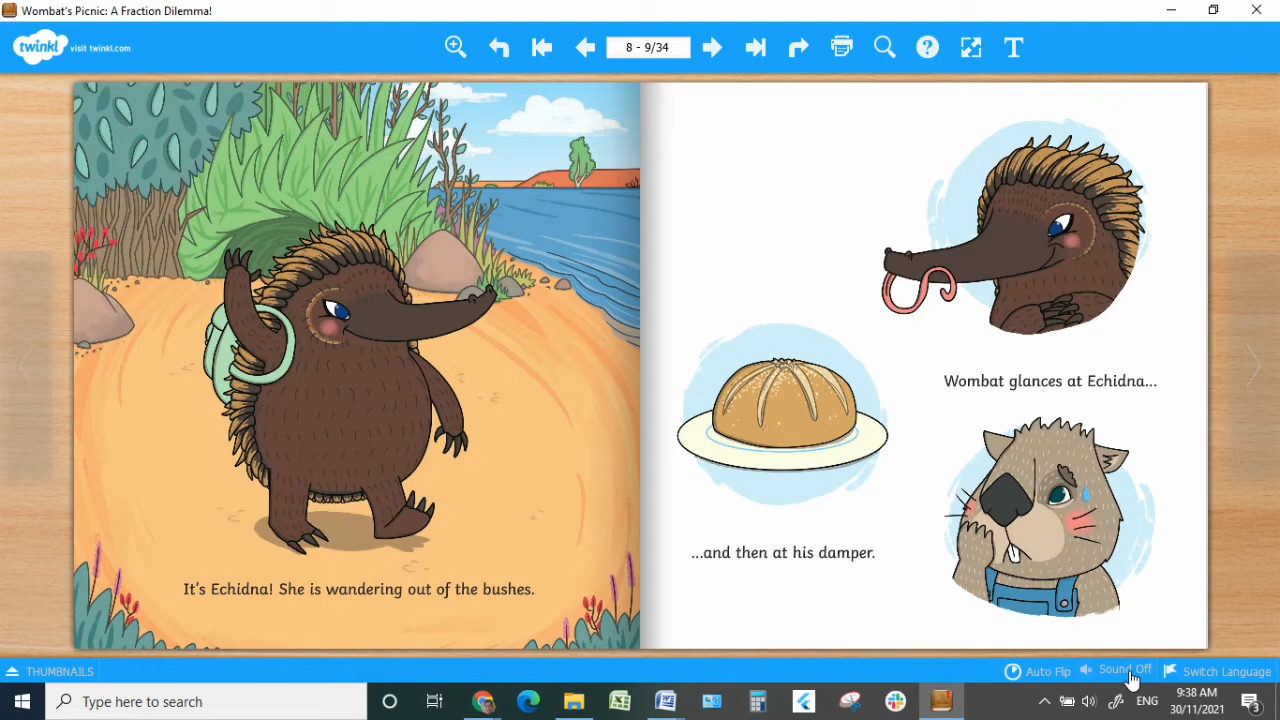 Wombat's Picnic: A Fraction Dilemma!
twinkl visit twinkl.com
8 - 9/34
?
T
Wombat glances at Echidna...
...and then at his damper.
It's Echidna! She is wandering out of the bushes.
THUMBNAILS
Auto Flip
Sound Off
Switch Language
Type here to search
ENG
9:38 AM
30/11/2021
3